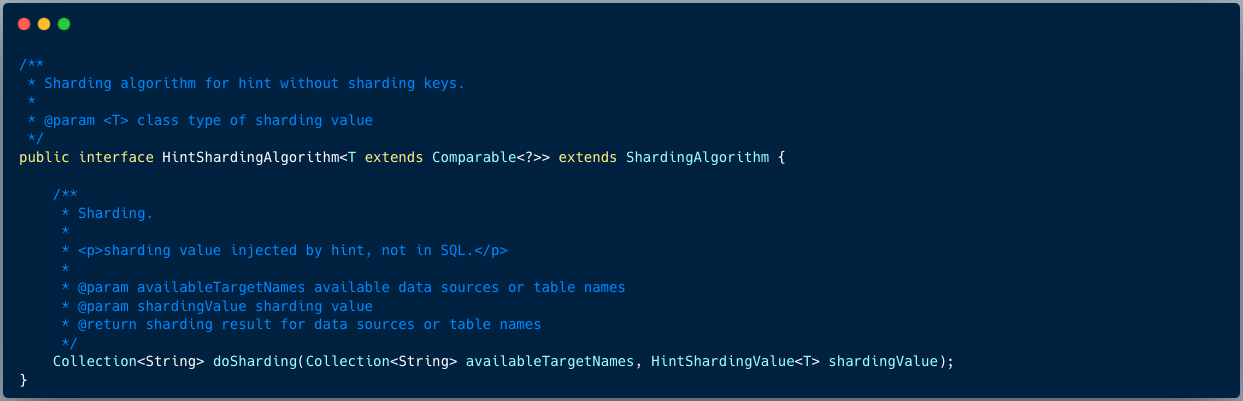 /**
 * Sharding algorithm for hint without sharding keys.
 *
 * @param <T> class type of sharding value
 */
public interface HintShardingAlgorithm<T extends Comparable<?>> extends ShardingAlgorithm {

    /**
     * Sharding.
     *
     * <p>sharding value injected by hint, not in SQL.</p>
     *
     * @param availableTargetNames available data sources or table names
     * @param shardingValue sharding value
     * @return sharding result for data sources or table names
     */
    Collection<String> doSharding(Collection<String> availableTargetNames, HintShardingValue<T> shardingValue);
}